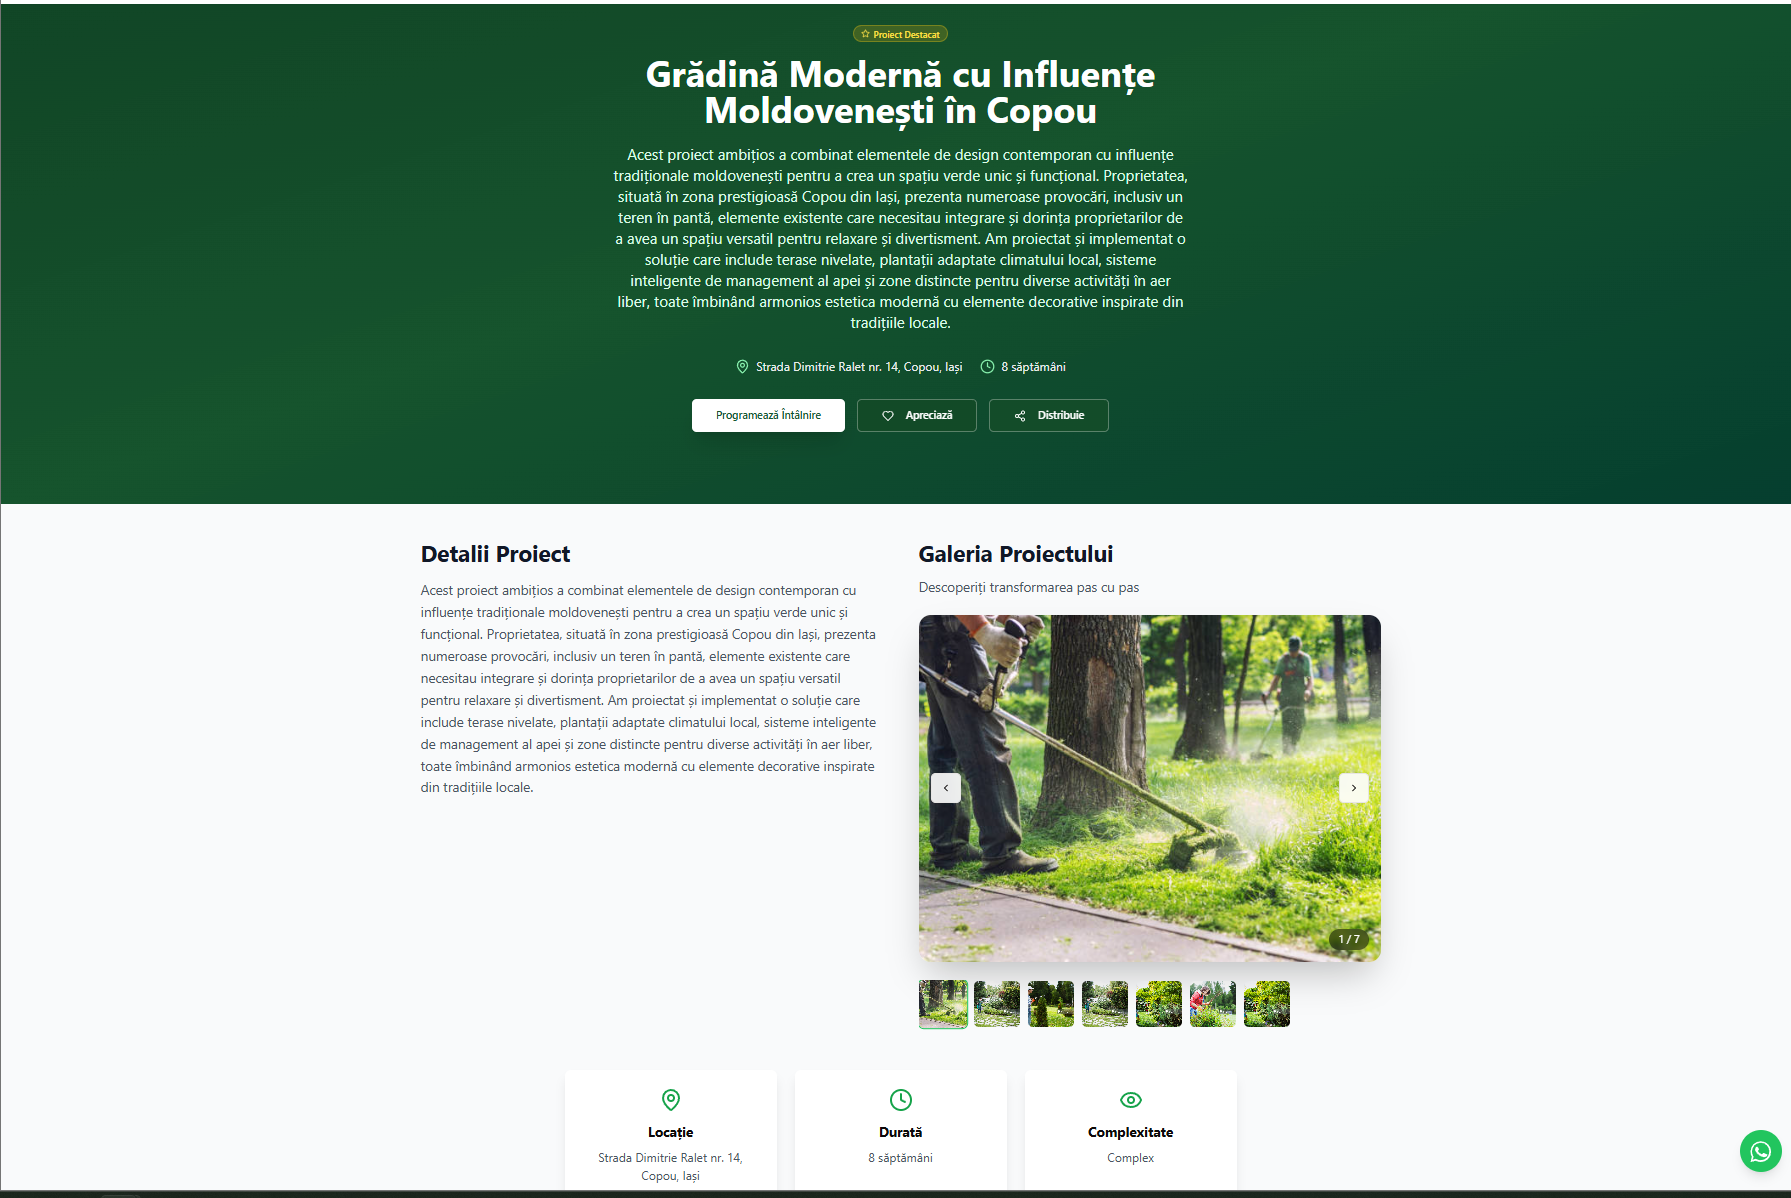 Proiect Destacat
Grădină Modernă cu Influențe
Moldovenești în Copou
Acest proiect ambițios a combinat elementele de design contemporan cu influențe
tradiționale moldovenești pentru a crea un spațiu verde unic și funcțional. Proprietatea,
situată în zona prestigioasă Copou din Iași, prezenta numeroase provocări, inclusiv un
teren în pantă, elemente existente care necesitau integrare și dorința proprietarilor de
a avea un spațiu versatil pentru relaxare și divertisment. Am proiectat și implementat o
soluție care include terase nivelate, plantații adaptate climatului local, sisteme
inteligente de management al apei și zone distincte pentru diverse activități în aer
liber, toate îmbinând armonios estetica modernă cu elemente decorative inspirate din
tradițiile locale.
Strada Dimitrie Ralet nr. 14, Copou, Iași 8 săptămâni
Programează Întâlnire Apreciază Distribuie
Detalii Proiect
Acest proiect ambițios a combinat elementele de design contemporan cu
influențe tradiționale moldovenești pentru a crea un spațiu verde unic și
funcțional. Proprietatea, situată în zona prestigioasă Copou din Iași, prezenta
numeroase provocări, inclusiv un teren în pantă, elemente existente care
necesitau integrare și dorința proprietarilor de a avea un spațiu versatil
pentru relaxare și divertisment. Am proiectat și implementat o soluție care
include terase nivelate, plantații adaptate climatului local, sisteme inteligente
de management al apei și zone distincte pentru diverse activități în aer liber,
toate îmbinând armonios estetica modernă cu elemente decorative inspirate
din tradițiile locale.
Galeria Proiectului
Descoperiți transformarea pas cu pas
1 / 7
Locație
Strada Dimitrie Ralet nr. 14,
Copou, Iași
Durată
8 săptămâni
Complexitate
Complex